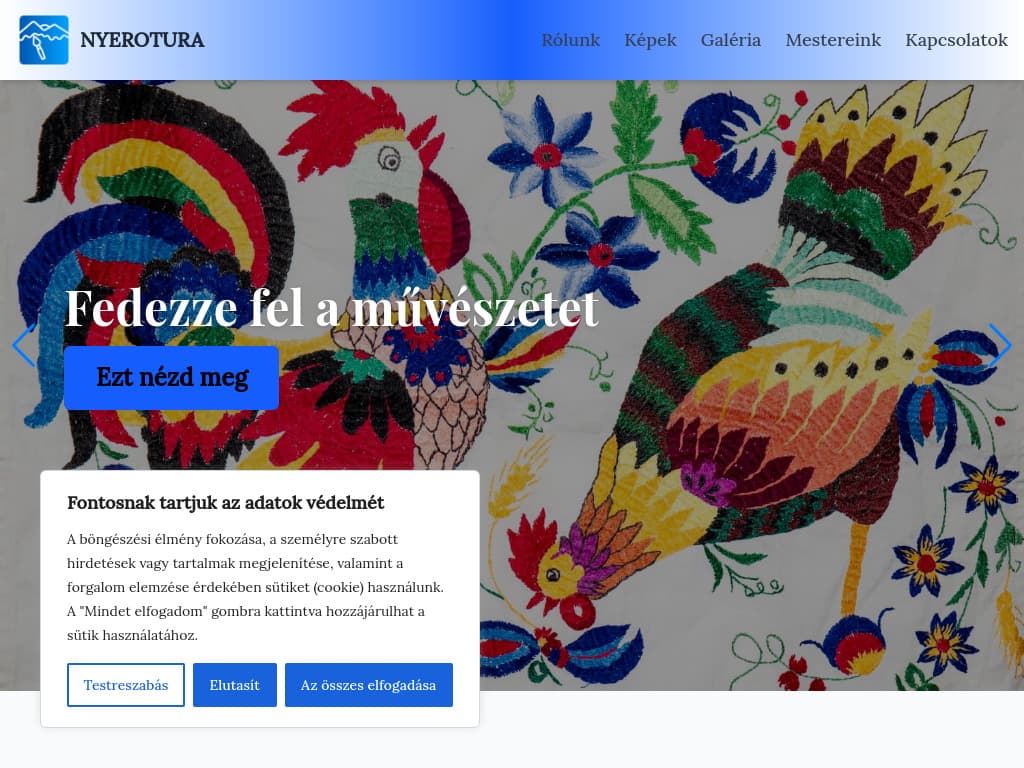 NYEROTURA
Rólunk Képek Galéria Mestereink Kapcsolatok
Fedezze fel a művészetet
Ezt nézd meg
Fontosnak tartjuk az adatok védelmét
A böngészési élmény fokozása, a személyre szabott
hirdetések vagy tartalmak megjelenítése, valamint a
forgalom elemzése érdekében sütiket (cookie) használunk.
A "Mindet elfogadom" gombra kattintva hozzájárulhat a
sütik használatához.
Testreszabás Elutasít Az összes elfogadása